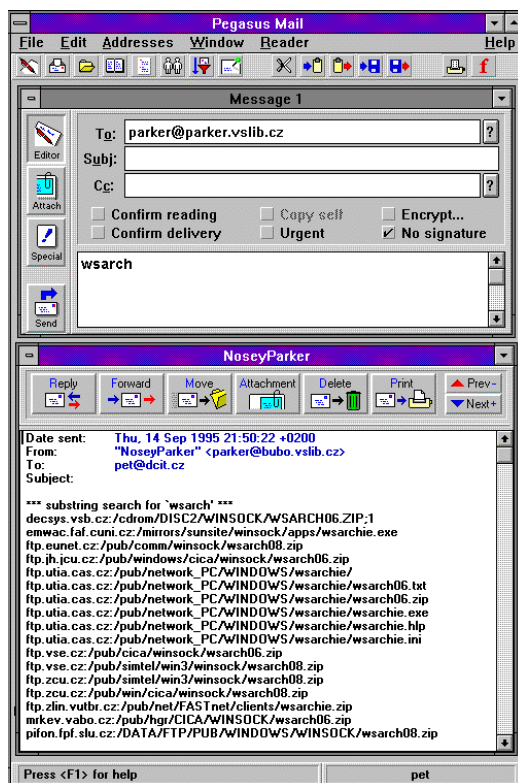 Pegasus Mail
File Edit Addresses Window Reader Help
Message 1
Editor
To: parker@parker.vslib.cz ?
Subj:
Attach
Cc: ?
Confirm reading Copy self Encrypt...
Confirm delivery Urgent No signature
Special
wsarch
Send
NoseyParker
Reply Forward Move Attachment Delete Print Prev-
Next+
Date sent: Thu, 14 Sep 1995 21:50:22 +0200
From: "NoseyParker" <parker@bubo.vslib.cz>
To: pet@dcit.cz
Subject:
*** substring search for `wsarch' ***
decsys.vsb.cz:/cdrom/DISC2/WINSOCK/WSARCH06.ZIP;1
emwac.faf.cuni.cz:/mirrors/sunsite/winsock/apps/wsarchie.exe
ftp.eunet.cz:/pub/comm/winsock/wsarch08.zip
ftp.jh.jcu.cz:/pub/windows/cica/winsock/wsarch06.zip
ftp.utia.cas.cz:/pub/network_PC/WINDOWS/wsarchie/
ftp.utia.cas.cz:/pub/network_PC/WINDOWS/wsarchie/wsarch06.txt
ftp.utia.cas.cz:/pub/network_PC/WINDOWS/wsarchie/wsarch06.zip
ftp.utia.cas.cz:/pub/network_PC/WINDOWS/wsarchie/wsarchie.exe
ftp.utia.cas.cz:/pub/network_PC/WINDOWS/wsarchie/wsarchie.hlp
ftp.utia.cas.cz:/pub/network_PC/WINDOWS/wsarchie/wsarchie.ini
ftp.vse.cz:/pub/cica/winsock/wsarch06.zip
ftp.vse.cz:/pub/simtel/win3/winsock/wsarch08.zip
ftp.zcu.cz:/pub/simtel/win3/winsock/wsarch08.zip
ftp.zcu.cz:/pub/win/cica/winsock/wsarch08.zip
ftp.zlin.vutbr.cz:/pub/net/FASTnet/clients/wsarchie.zip
mrkev.vabo.cz:/pub/hgr/CICA/WINSOCK/wsarch06.zip
pifon.fpf.slu.cz:/DATA/FTP/PUB/WINDOWS/WINSOCK/wsarch08.zip
Press <F1> for help pet